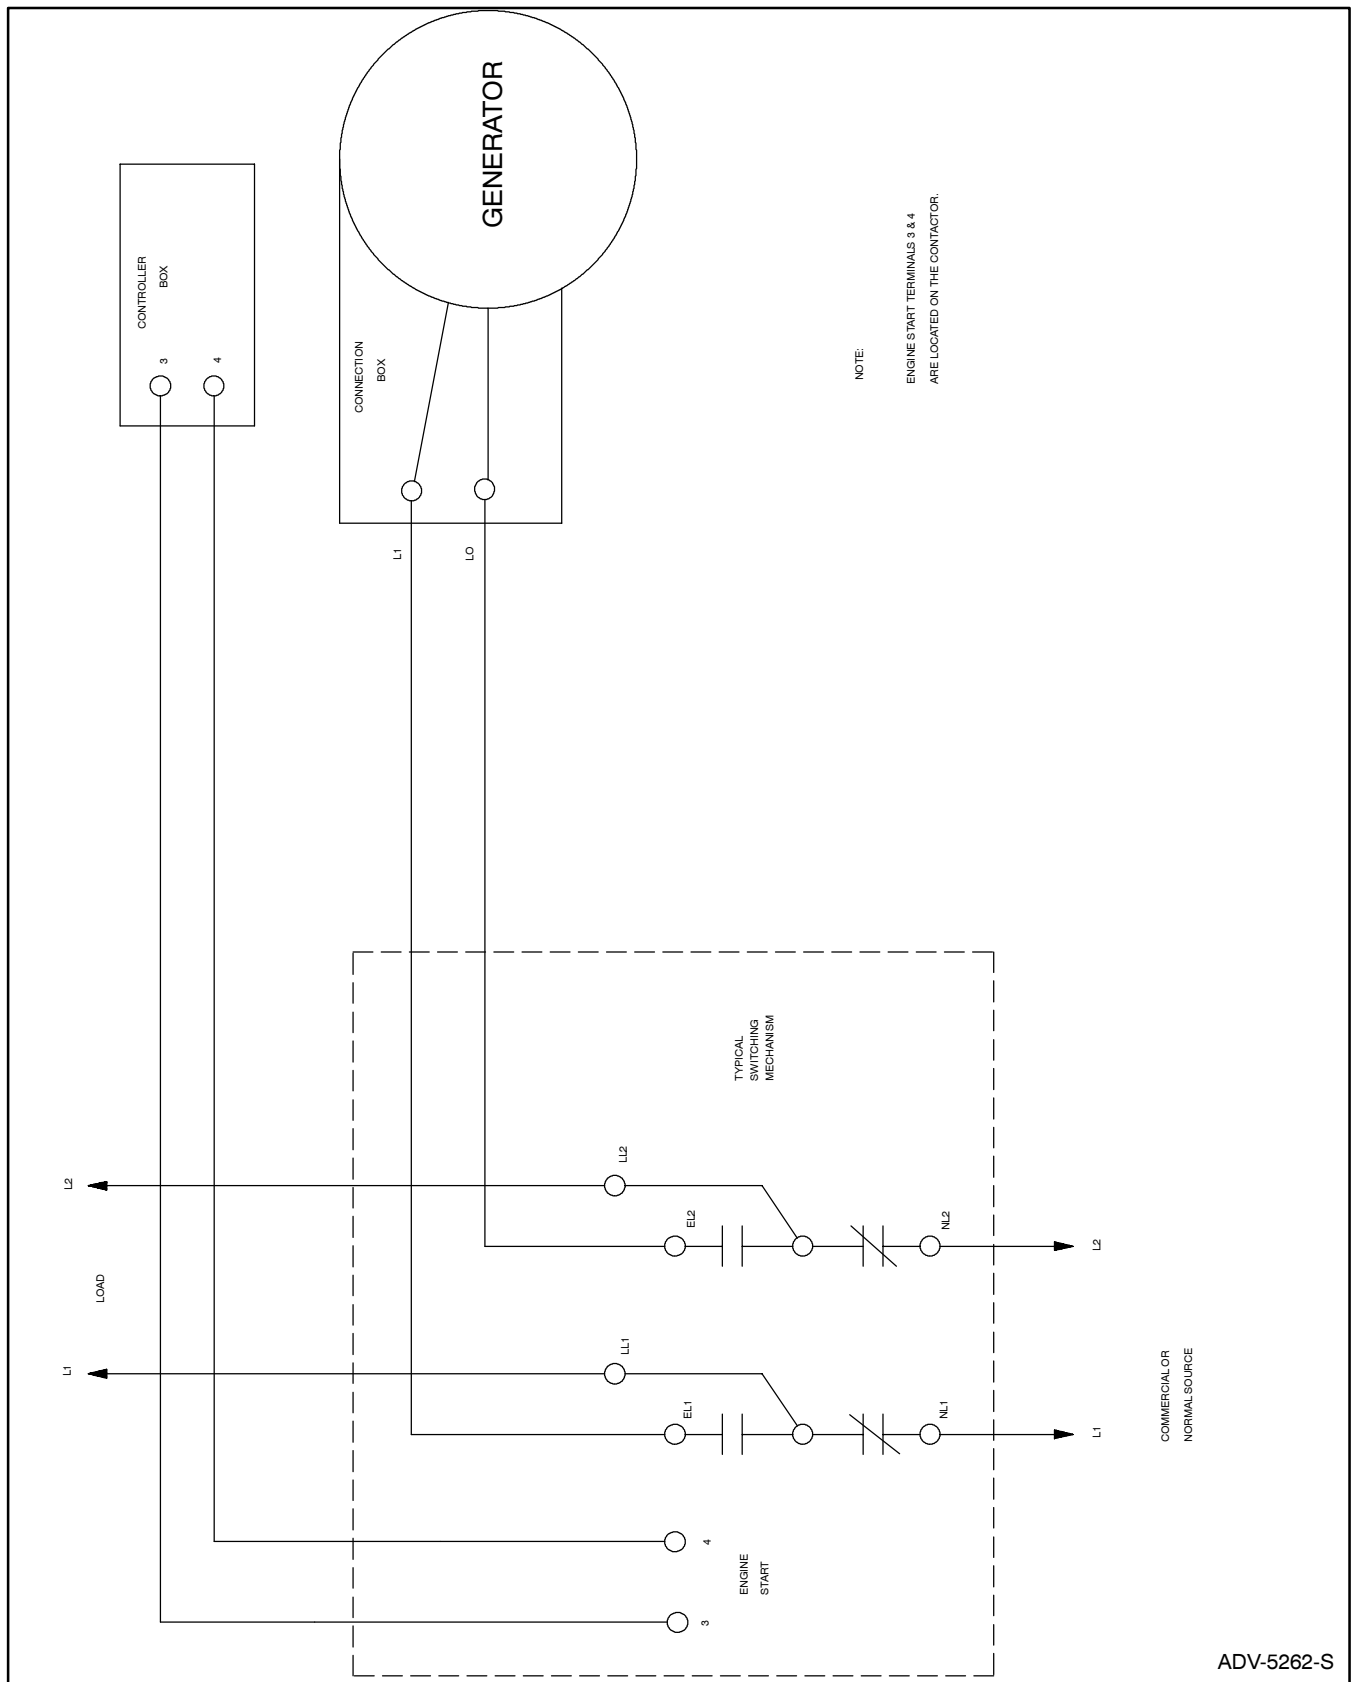 GENERATOR
CONTROLLER
BOX
3
4
CONNECTION
BOX
L1
LO
NOTE:
ENGINE START TERMINALS 3 & 4
ARE LOCATED ON THE CONTACTOR.
TYPICAL
SWITCHING
MECHANISM
L2
LOAD
L1
LL2
EL2
NL2
L2
LL1
EL1
NL1
L1
COMMERCIAL OR
NORMAL SOURCE
4
ENGINE
START
3
ADV-5262-S